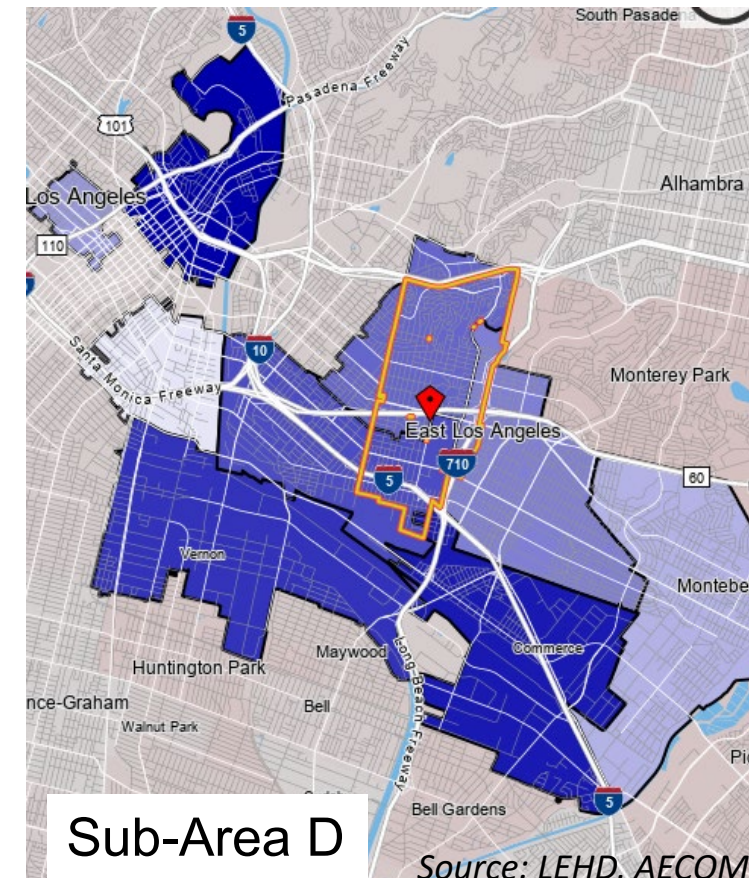 South Pasade
5
Pasadena Freeway
101
Alhambra
Los Angeles
110
10
Santa Monica Freeway
Monterey Park
East Los Angeles
710
5
60
Vernon
Montebe
Maywood
Commerce
Huntington Park
Long Beach Freeway
nce-Graham
Bell
Walnut Park
Pi
5
Bell Gardens
Sub-Area D
Source: LEHD, AECOM